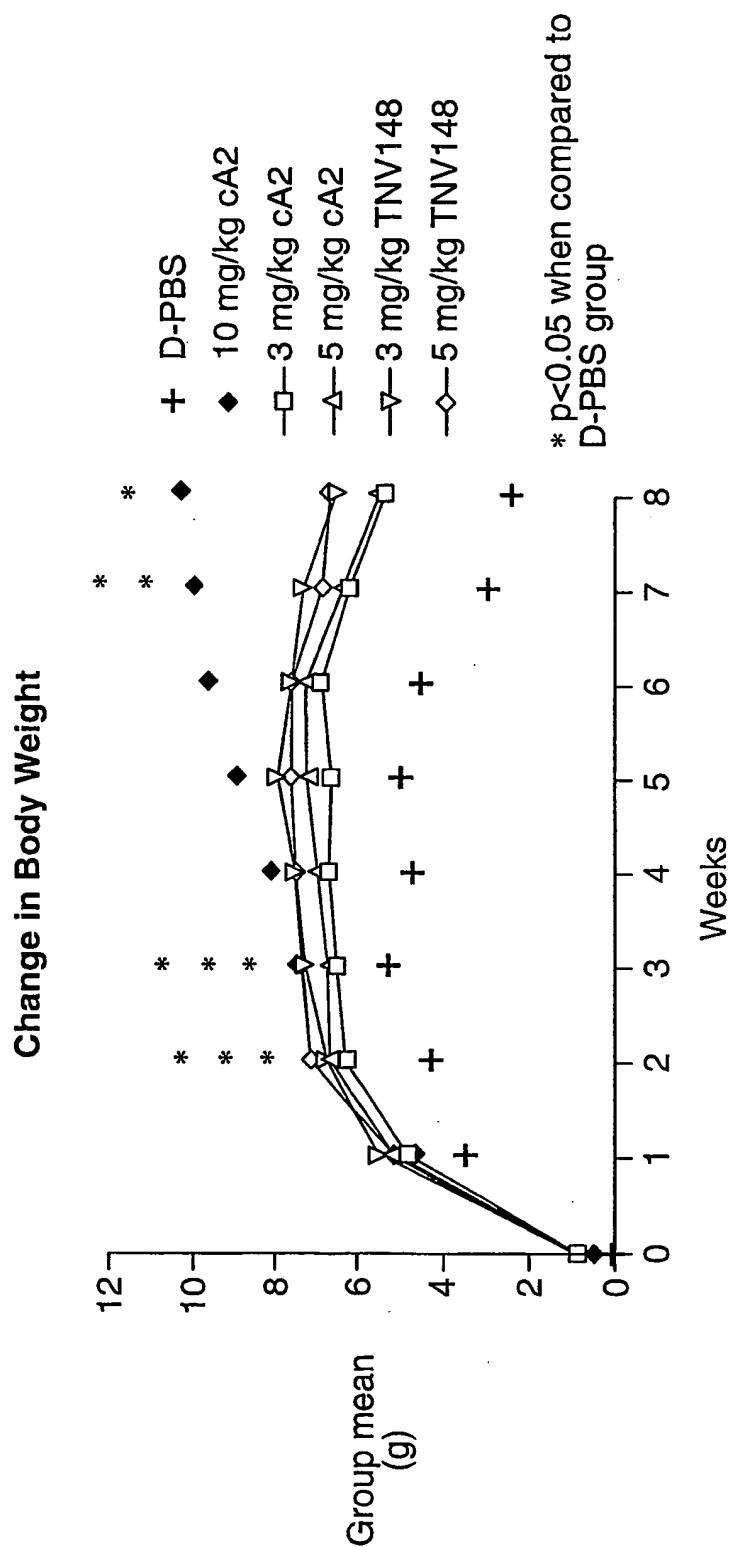 Change in Body Weight
Group mean
(g)
12
10
8
6
4
2
0
* * * * * * * * *
0 1 2 3 4 5 6 7 8
Weeks
D-PBS
10 mg/kg cA2
3 mg/kg cA2
5 mg/kg cA2
3 mg/kg TNV148
5 mg/kg TNV148
* p<0.05 when compared to
D-PBS group